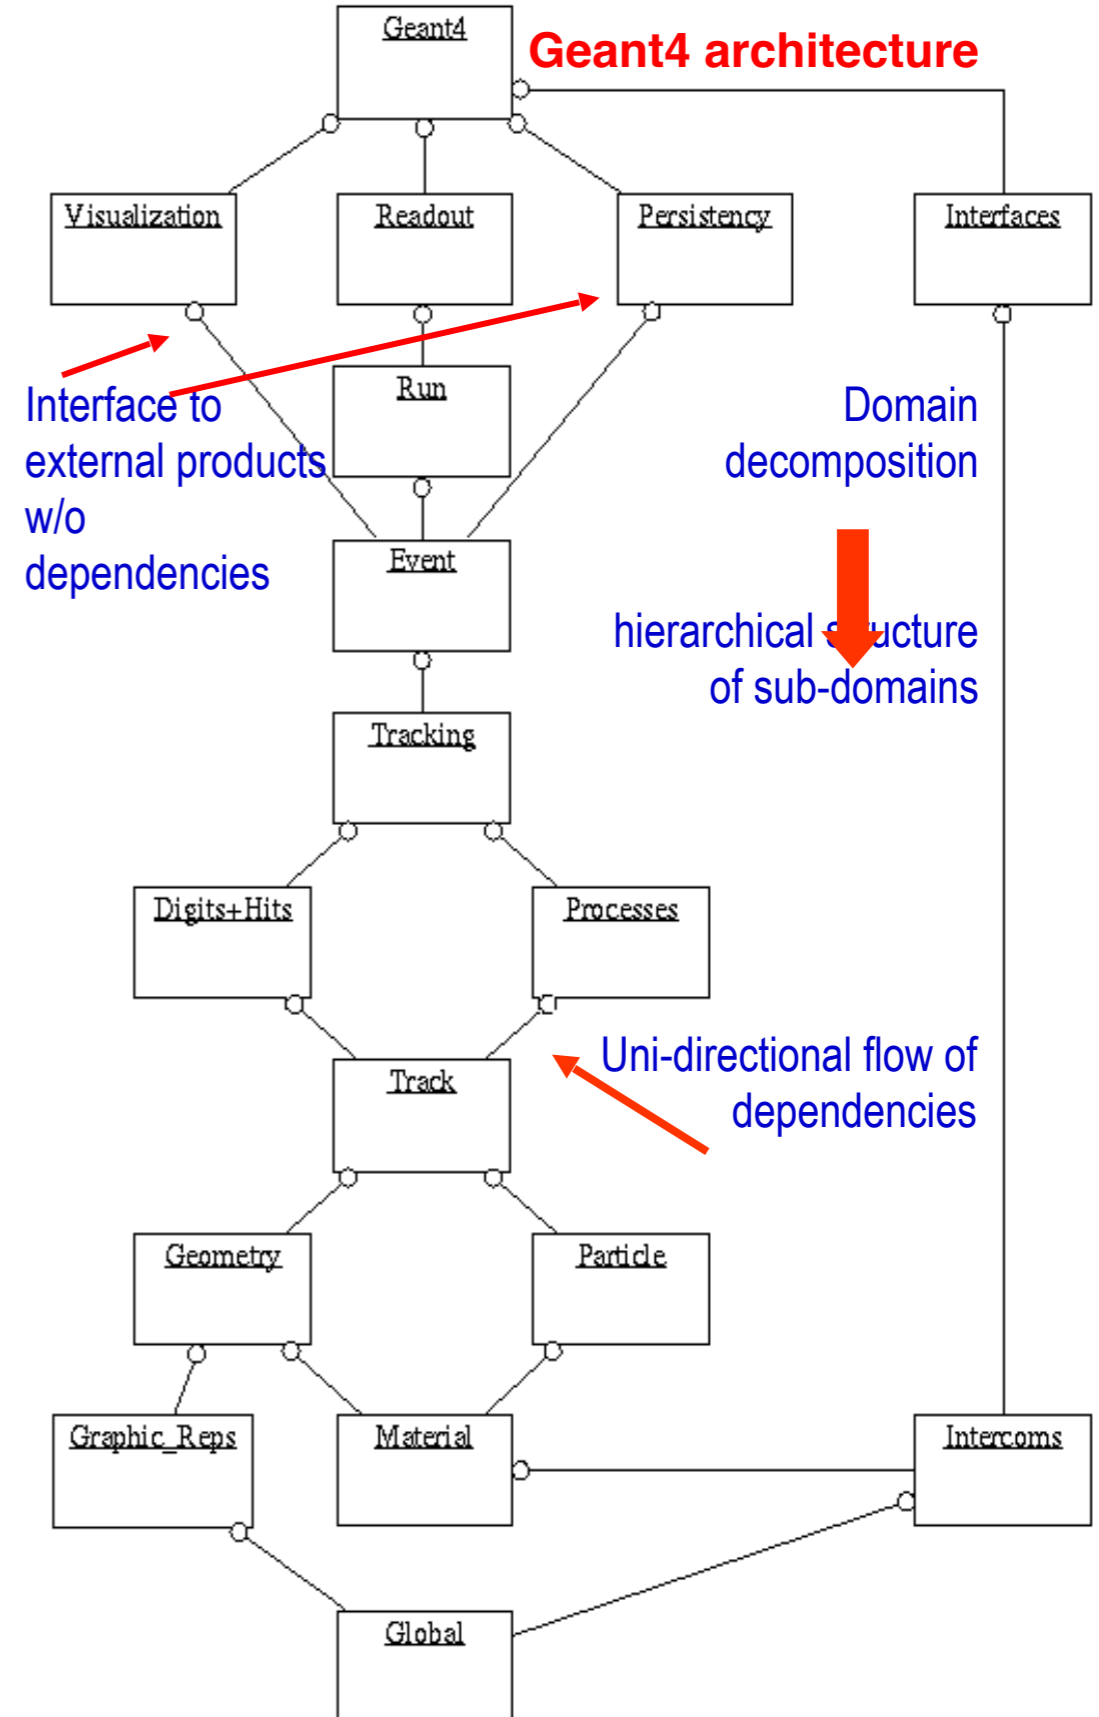 Geant4
Geant4 architecture
Visualization
Readout
Persistency
Interfaces
Run
Interface to
external products
w/o
dependencies
Domain
decomposition
Event
hierarchical structure
of sub-domains
Tracking
Digits+Hits
Processes
Uni-directional flow of
dependencies
Track
Geometry
Particle
Graphic_Reps
Material
Intercoms
Global